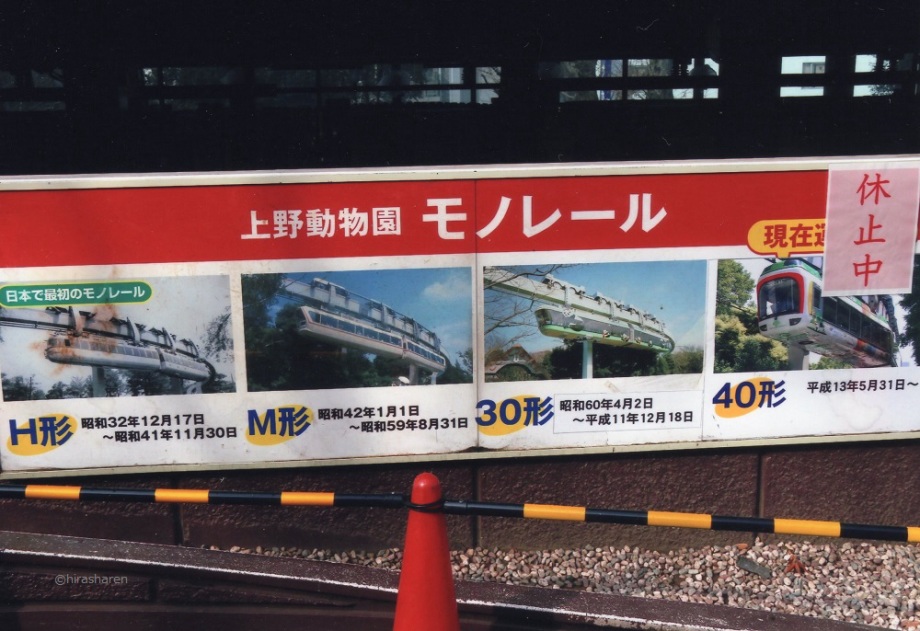 上野動物園 モノレール
現在運
休止中
日本で最初のモノレール
H形 昭和32年12月17日
～昭和41年11月30日
M形 昭和42年1月1日
～昭和59年8月31日
30形 昭和60年4月2日
～平成11年12月18日
40形 平成13年5月31日～
©hirasharen